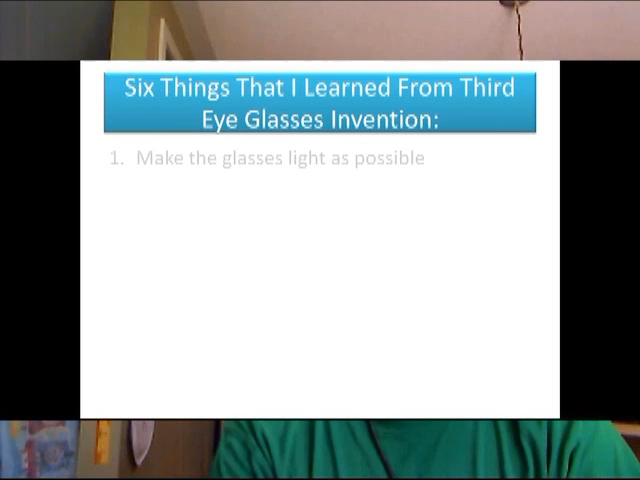 Six Things That I Learned From Third
Eye Glasses Invention:
1. Make the glasses light as possible